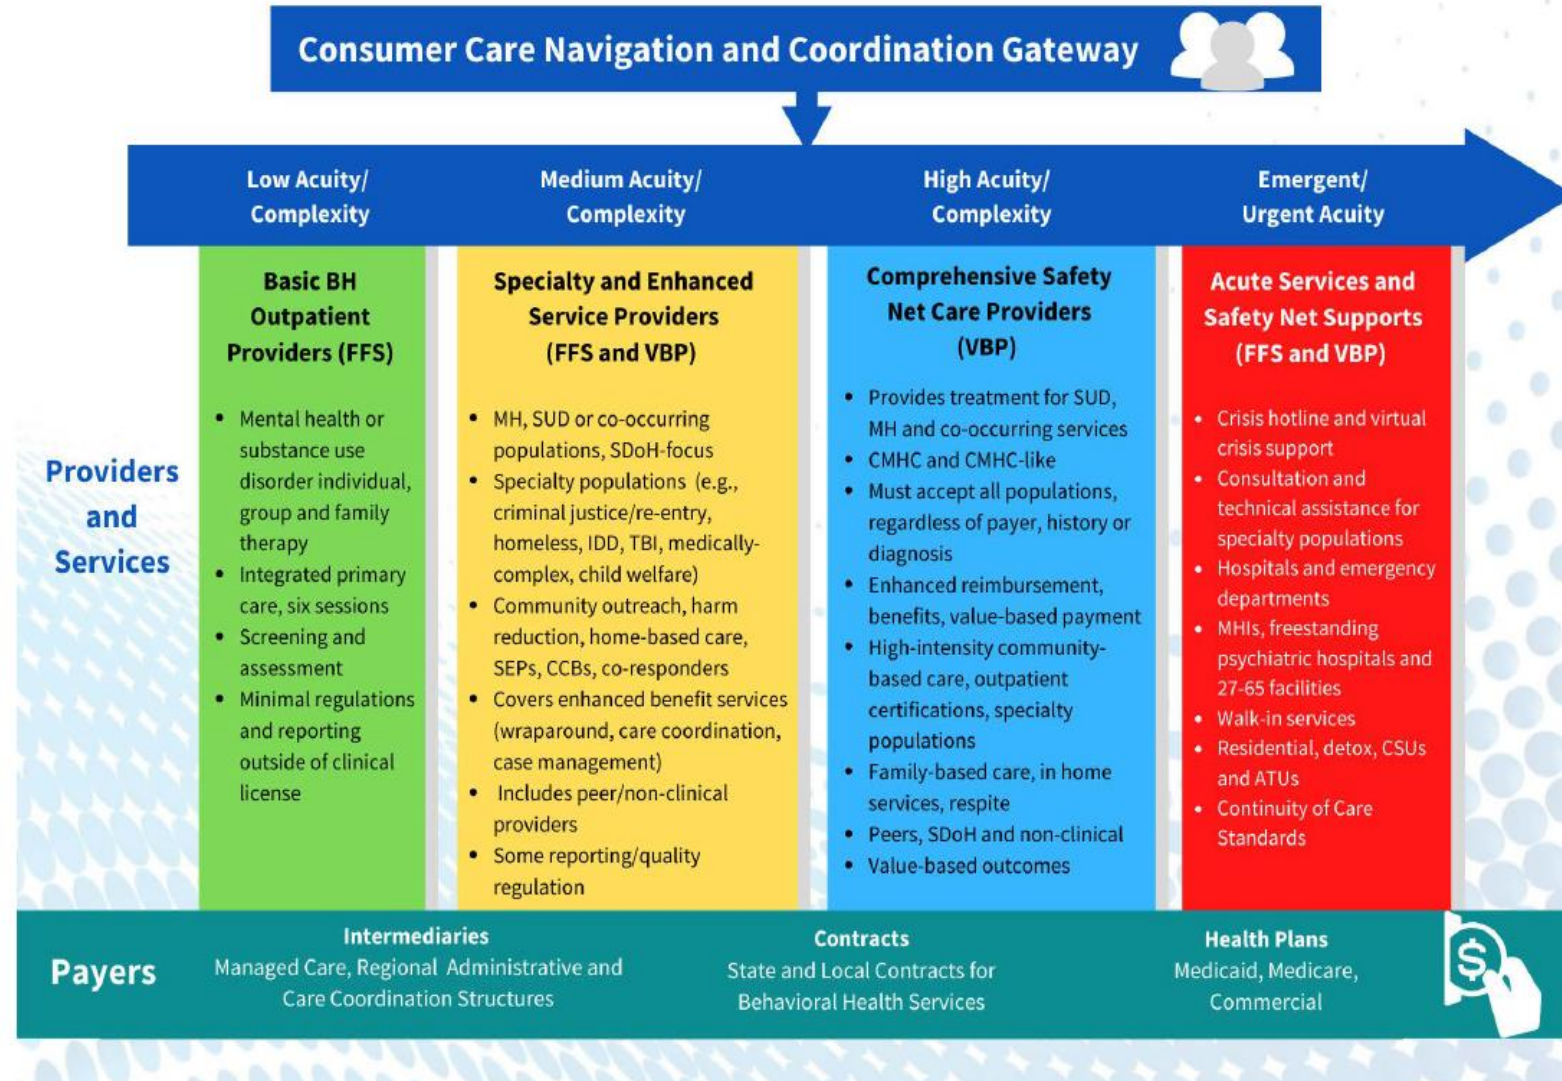 Consumer Care Navigation and Coordination Gateway
Low Acuity/
Complexity
Medium Acuity/
Complexity
High Acuity/
Complexity
Emergent/
Urgent Acuity
Providers
and
Services
Basic BH
Outpatient
Providers (FFS)
• Mental health or
substance use
disorder individual,
group and family
therapy
• Integrated primary
care, six sessions
• Screening and
assessment
• Minimal regulations
and reporting
outside of clinical
license
Specialty and Enhanced
Service Providers
(FFS and VBP)
• MH, SUD or co-occurring
populations, SDoH-focus
• Specialty populations (e.g.,
criminal justice/re-entry,
homeless, IDD, TBI, medically-
complex, child welfare)
• Community outreach, harm
reduction, home-based care,
SEPs, CCBs, co-responders
• Covers enhanced benefit services
(wraparound, care coordination,
case management)
• Includes peer/non-clinical
providers
• Some reporting/quality
regulation
Comprehensive Safety
Net Care Providers
(VBP)
• Provides treatment for SUD,
MH and co-occurring services
• CMHC and CMHC-like
• Must accept all populations,
regardless of payer, history or
diagnosis
• Enhanced reimbursement,
benefits, value-based payment
• High-intensity community-
based care, outpatient
certifications, specialty
populations
• Family-based care, in home
services, respite
• Peers, SDoH and non-clinical
• Value-based outcomes
Acute Services and
Safety Net Supports
(FFS and VBP)
• Crisis hotline and virtual
crisis support
• Consultation and
technical assistance for
specialty populations
• Hospitals and emergency
departments
• MHIs, freestanding
psychiatric hospitals and
27-65 facilities
• Walk-in services
• Residential, detox, CSUs
and ATUs
• Continuity of Care
Standards
Payers
Intermediaries
Managed Care, Regional Administrative and
Care Coordination Structures
Contracts
State and Local Contracts for
Behavioral Health Services
Health Plans
Medicaid, Medicare,
Commercial
$